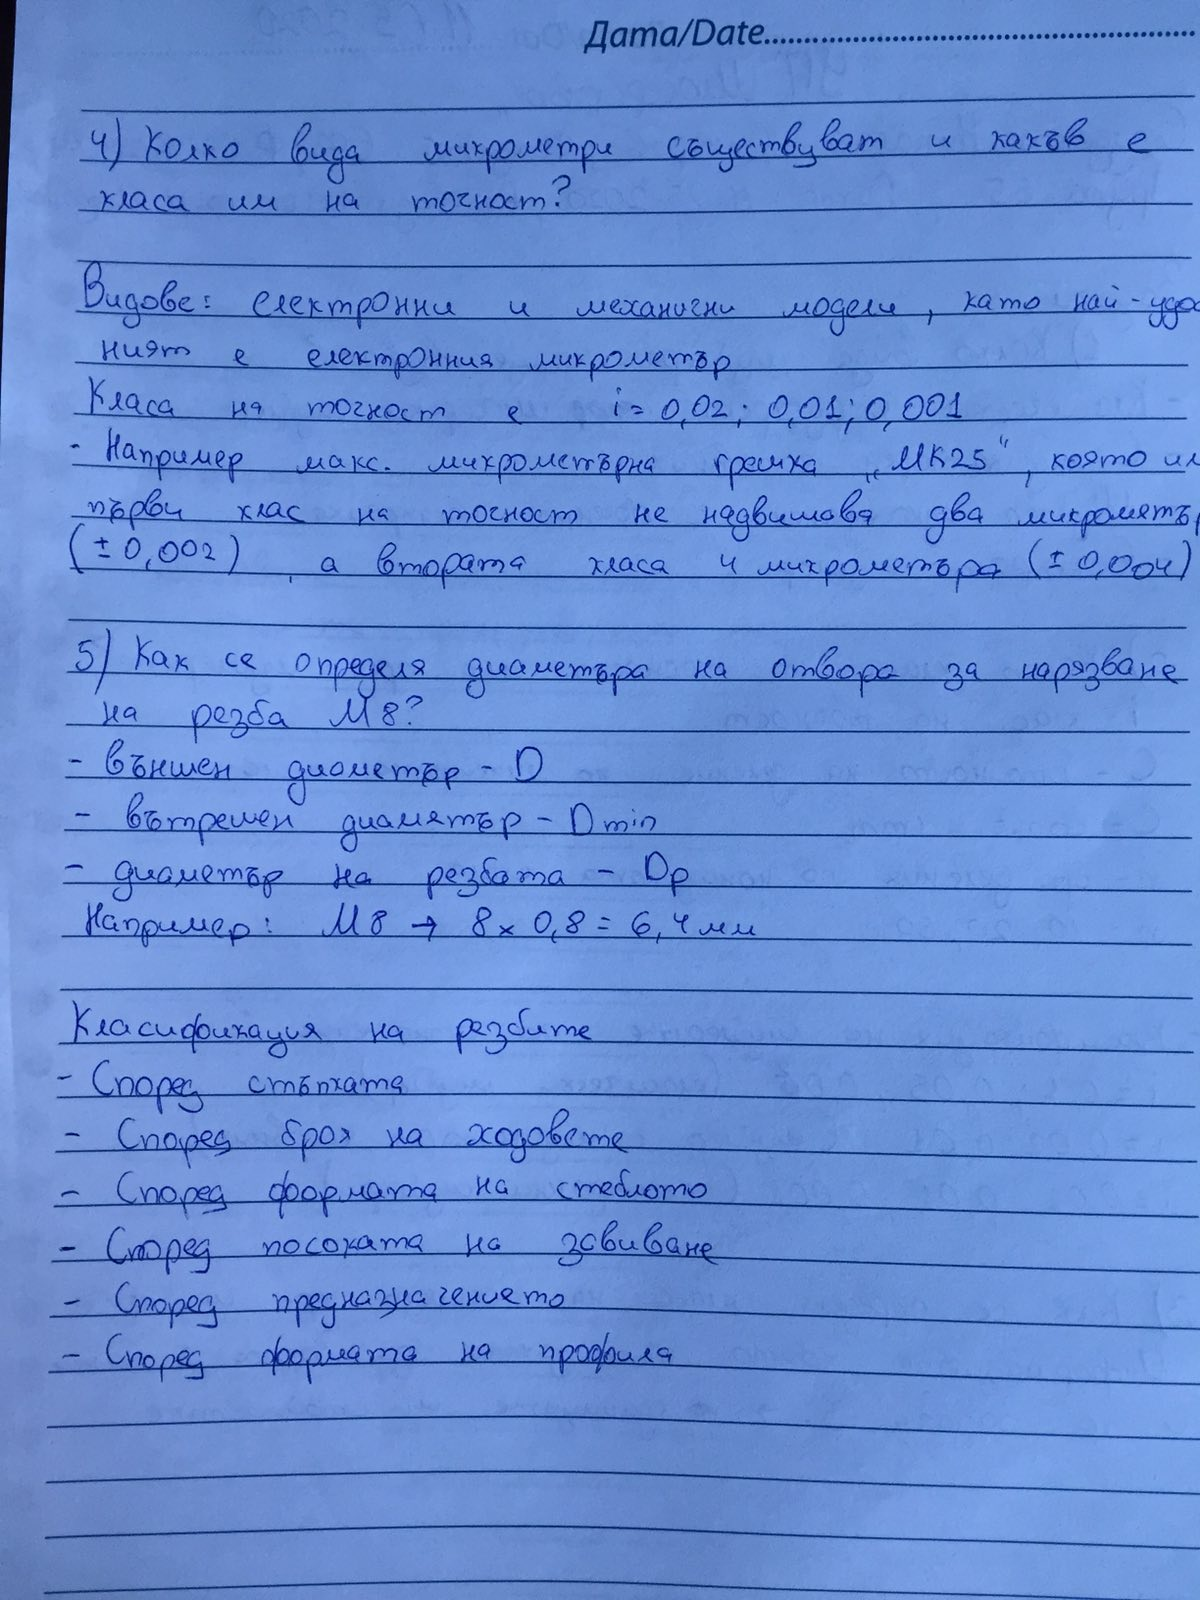 Дата/Date
4) Колко вида микрометри съществуват и какъв е
класа им на точност?
Видове: електронни и механични модели, като най-удо
ният е електронния микрометър
Класа на точност е i = 0,02; 0,01; 0,001
- Например макс. микрометърна грешка „МК25“, която им
първи клас на точност не надвишава два микрометър
(± 0,002), а втората класа 4 микрометъра (± 0,004)
5) Как се определя диаметъра на отвора за нарязване
на резба М8?
- външен диаметър - D
- вътрешен диаметър - Dmin
- диаметър на резбата - Dp
Например: М8 → 8 x 0,8 = 6,4 мм
Класификация на резбите
- Според стъпката
- Според броя на ходовете
- Според формата на стеблото
- Според посоката на завиване
- Според предназначението
- Според формата на профила